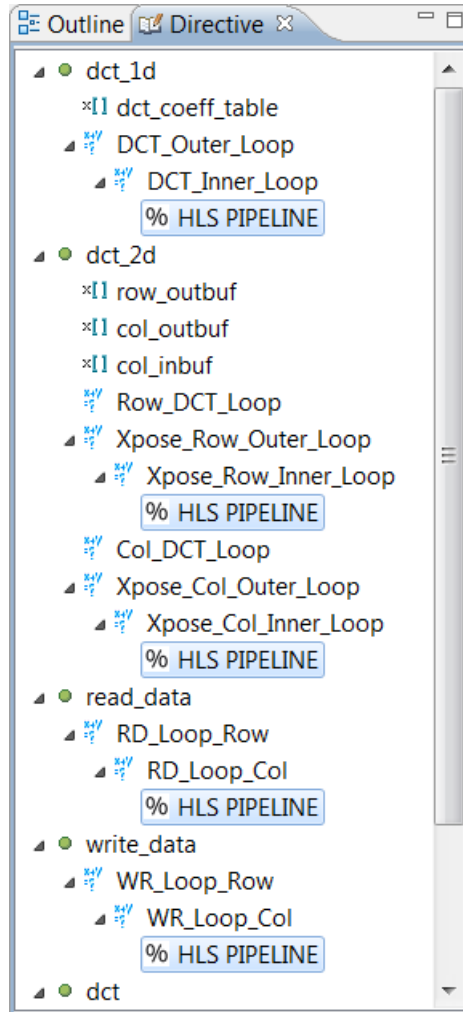 Outline Directive
dct_1d
x[] dct_coeff_table
DCT_Outer_Loop
DCT_Inner_Loop
% HLS PIPELINE
dct_2d
x[] row_outbuf
x[] col_outbuf
x[] col_inbuf
Row_DCT_Loop
Xpose_Row_Outer_Loop
Xpose_Row_Inner_Loop
% HLS PIPELINE
Col_DCT_Loop
Xpose_Col_Outer_Loop
Xpose_Col_Inner_Loop
% HLS PIPELINE
read_data
RD_Loop_Row
RD_Loop_Col
% HLS PIPELINE
write_data
WR_Loop_Row
WR_Loop_Col
% HLS PIPELINE
dct